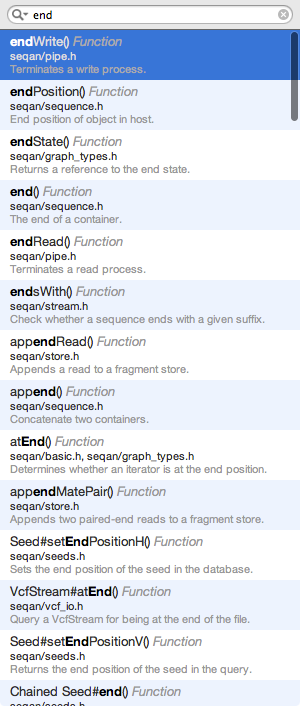 end
endWrite() Function
seqan/pipe.h
Terminates a write process.
endPosition() Function
seqan/sequence.h
End position of object in host.
endState() Function
seqan/graph_types.h
Returns a reference to the end state.
end() Function
seqan/sequence.h
The end of a container.
endRead() Function
seqan/pipe.h
Terminates a read process.
endsWith() Function
seqan/stream.h
Check whether a sequence ends with a given suffix.
appendRead() Function
seqan/store.h
Appends a read to a fragment store.
append() Function
seqan/sequence.h
Concatenate two containers.
atEnd() Function
seqan/basic.h, seqan/graph_types.h
Determines whether an iterator is at the end position.
appendMatePair() Function
seqan/store.h
Appends two paired-end reads to a fragment store.
Seed#setEndPositionH() Function
seqan/seeds.h
Sets the end position of the seed in the database.
VcfStream#atEnd() Function
seqan/vcf_io.h
Query a VcfStream for being at the end of the file.
Seed#setEndPositionV() Function
seqan/seeds.h
Returns the end position of the seed in the query.
Chained Seed#end() Function
seqan/seeds.h